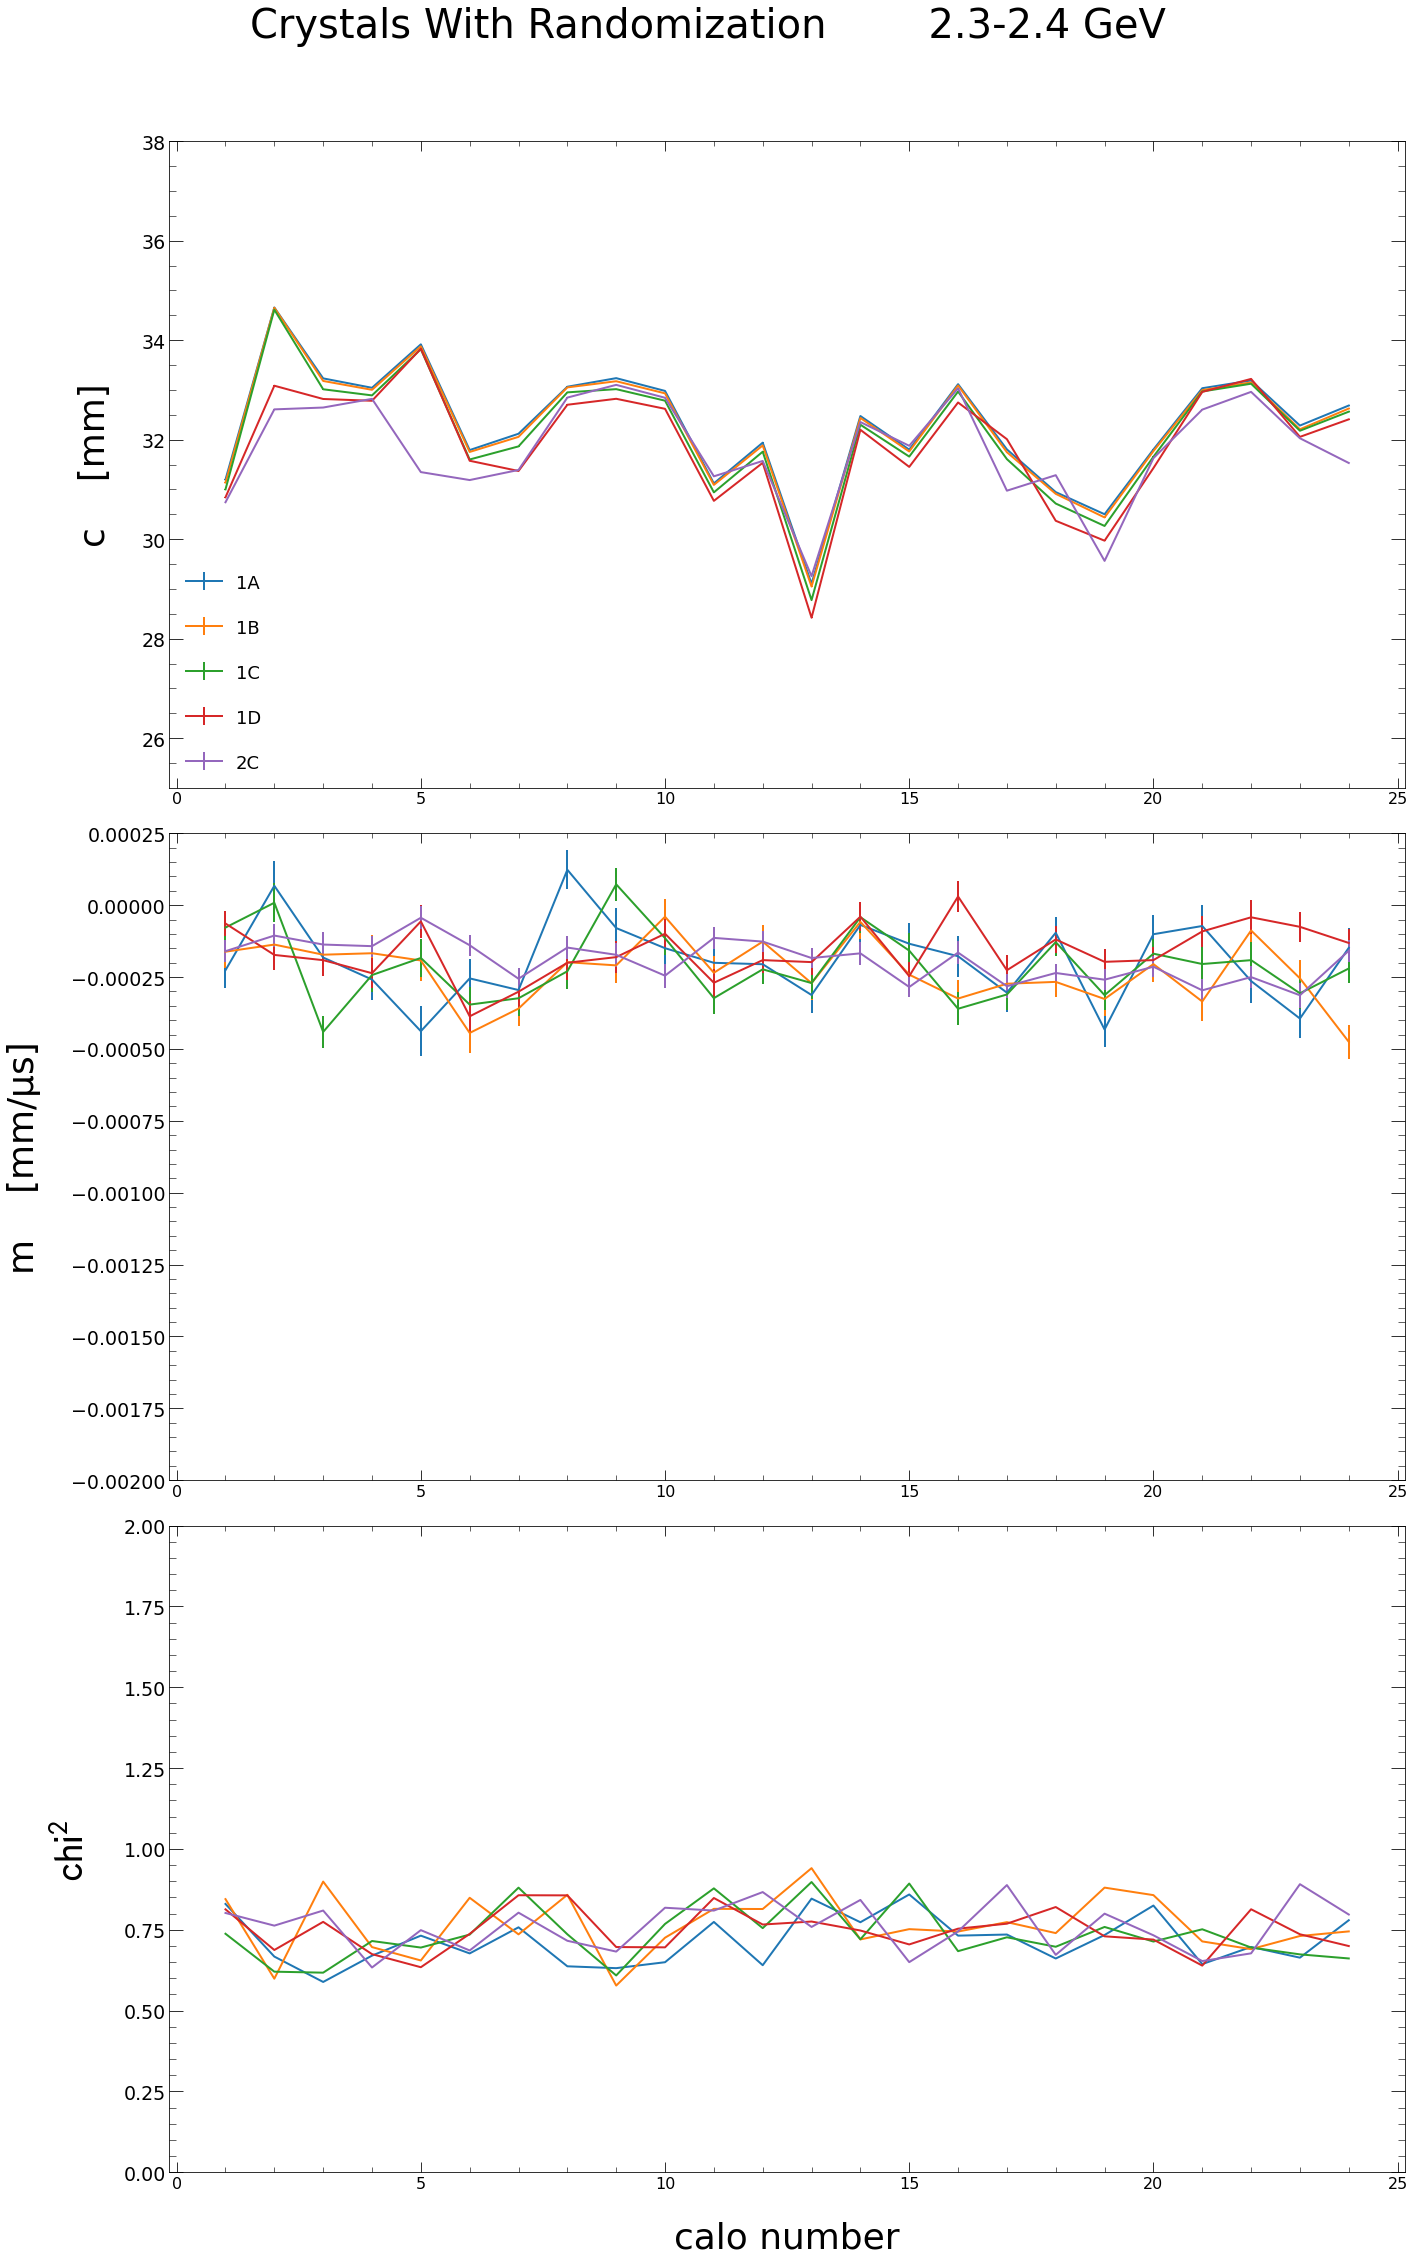 Crystals With Randomization 2.3-2.4 GeV
38
36
34
32
30
28
26
c [mm]
1A
1B
1C
1D
2C
0 5 10 15 20 25
0.00025
0.00000
−0.00025
−0.00050
−0.00075
−0.00100
−0.00125
−0.00150
−0.00175
−0.00200
m [mm/µs]
0 5 10 15 20 25
2.00
1.75
1.50
1.25
1.00
0.75
0.50
0.25
0.00
chi²
0 5 10 15 20 25
calo number